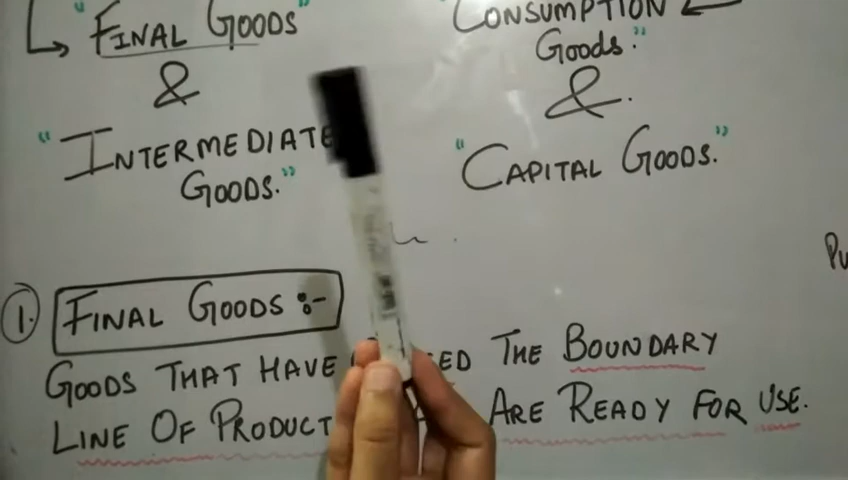 "FINAL GOODS"
&
"INTERMEDIATE
GOODS."
CONSUMPTION
GOODS."
&.
"CAPITAL GOODS."
1. FINAL GOODS :-
GOODS THAT HAVE ED THE BOUNDARY
LINE OF PRODUCT ARE READY FOR USE.